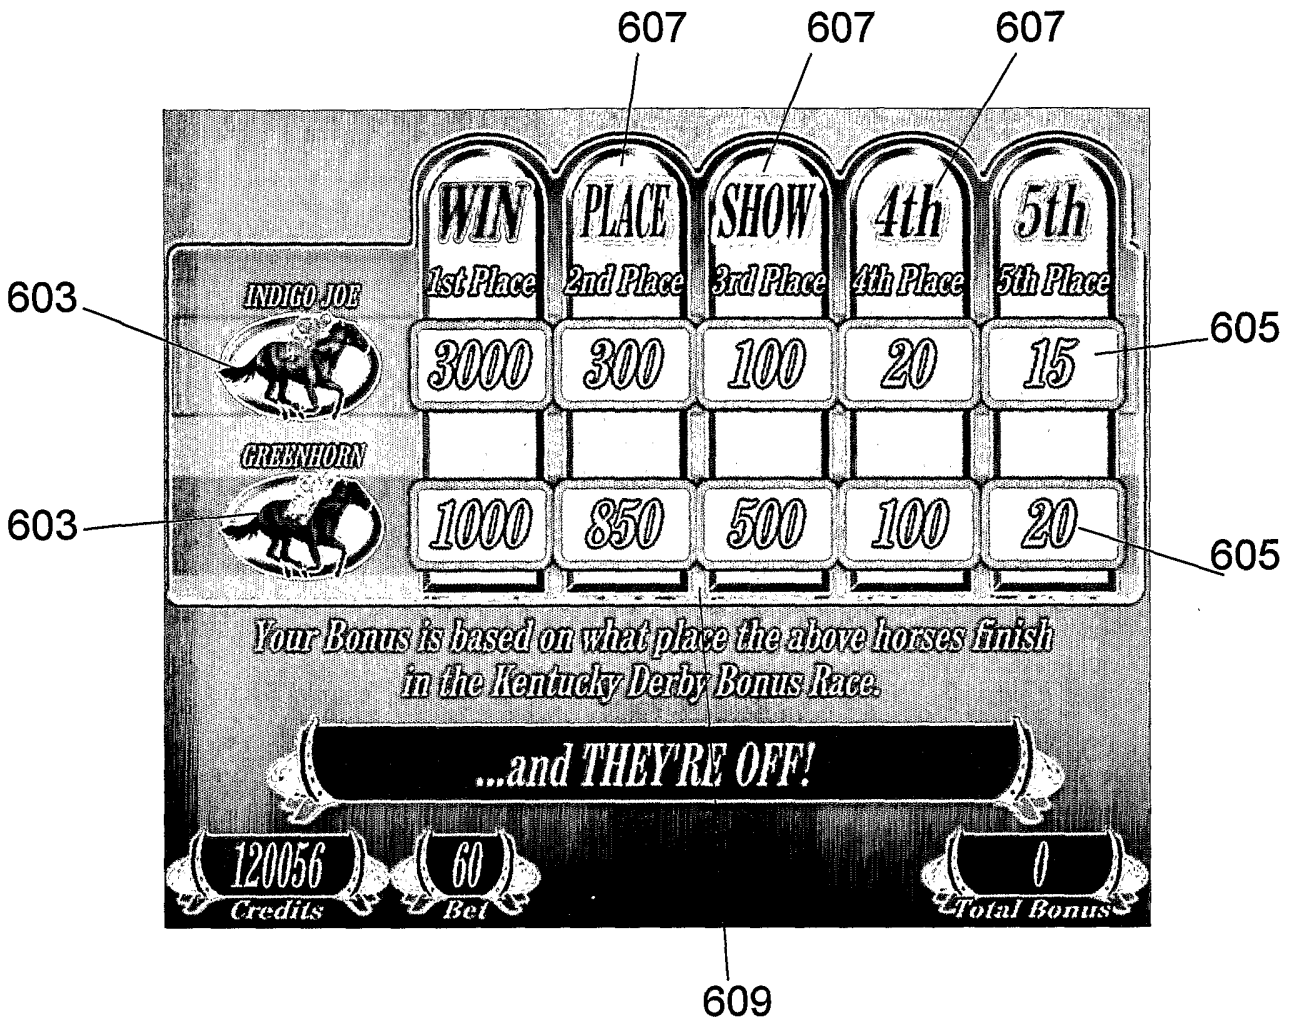 607 607 607
WIN PLACE SHOW 4th 5th
1st Place 2nd Place 3rd Place 4th Place 5th Place
603
INDIGO JOE
3000 300 100 20 15
605
GREENHORN
603
1000 850 500 100 20
605
Your Bonus is based on what place the above horses finish
in the Kentucky Derby Bonus Race.
...and THEY'RE OFF!
120056 60 0
Credits Bet Total Bonus
609